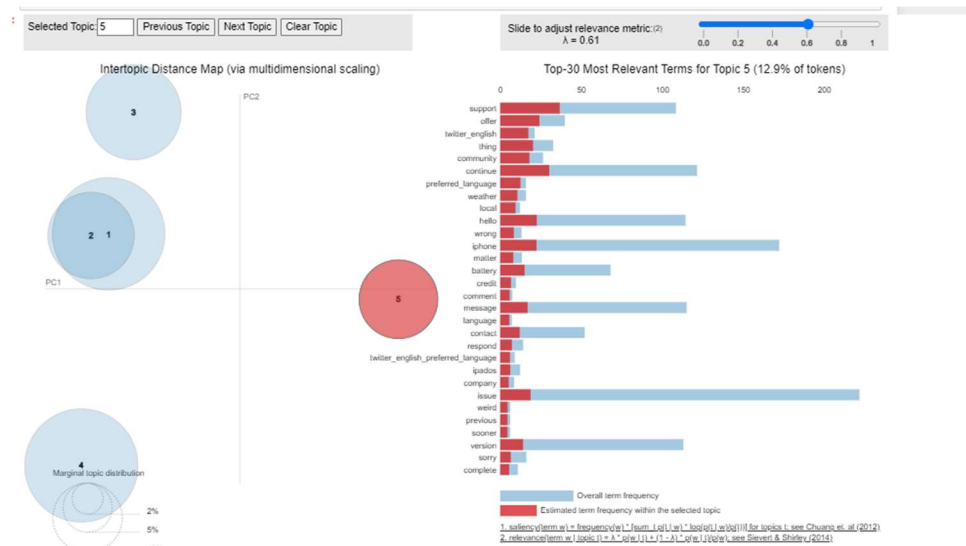 Selected Topic: 5 Previous Topic Next Topic Clear Topic
Slide to adjust relevance metric:(2)
λ = 0.61
0.0 0.2 0.4 0.6 0.8 1
Intertopic Distance Map (via multidimensional scaling)
PC2
PC1
3
2 1
5
4
Marginal topic distribution
2%
5%
Top-30 Most Relevant Terms for Topic 5 (12.9% of tokens)
0 50 100 150 200
support
offer
twitter_english
thing
community
continue
preferred_language
weather
local
hello
wrong
iphone
matter
battery
credit
comment
message
language
contact
respond
twitter_english_preferred_language
ipados
company
issue
weird
previous
sooner
version
sorry
complete
Overall term frequency
Estimated term frequency within the selected topic
1. saliency(term w) = frequency(w) * [sum_t p(t | w) * log(p(t | w)/p(t))] for topics t; see Chuang et. al (2012)
2. relevance(term w | topic t) = λ * p(w | t) + (1 - λ) * p(w | t)/p(w); see Sievert & Shirley (2014)